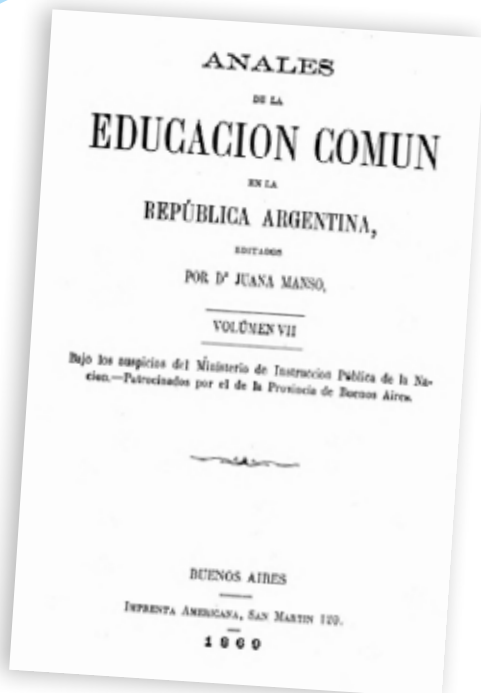 ANALES
DE LA
EDUCACION COMUN
EN LA
REPÚBLICA ARGENTINA,
EDITADOS
POR Dª JUANA MANSO,
VOLÚMEN VII
Bajo los auspicios del Ministerio de Instruccion Pública de la Na-
cion.—Patrocinados por el de la Provincia de Buenos Aires.
BUENOS AIRES
IMPRENTA AMERICANA, SAN MARTIN 120.
1869